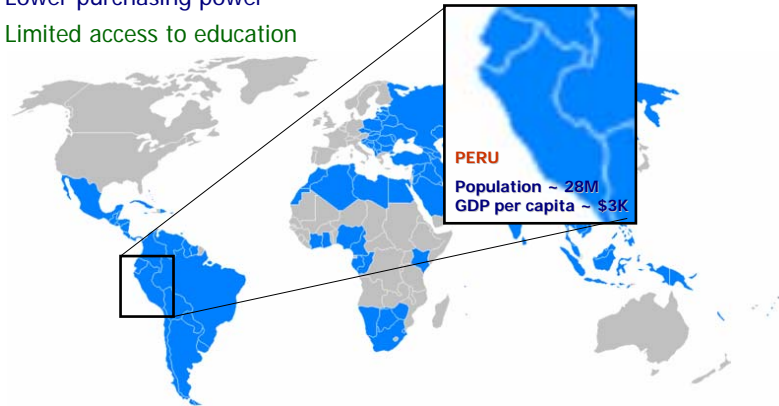 Lower purchasing power
Limited access to education
PERU
Population ~ 28M
GDP per capita ~ $3K